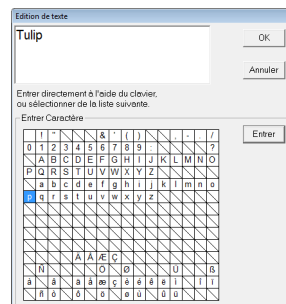 Edition de texte
Tulip
OK
Annuler
Entrer directement à l'aide du clavier,
ou sélectionner de la liste suivante.
Entrer Caractère
Entrer
! " & ' ( ) , - . /
0 1 2 3 4 5 6 7 8 9 : ?
A B C D E F G H I J K L M N O
P Q R S T U V W X Y Z
a b c d e f g h i j k l m n o
p q r s t u v w x y z
Ä Å Æ Ç
Ñ Ö Ø Ü ß
à â ä å æ ç è é ê ë ì î ï
ñ ò ô ö ø ù û ü